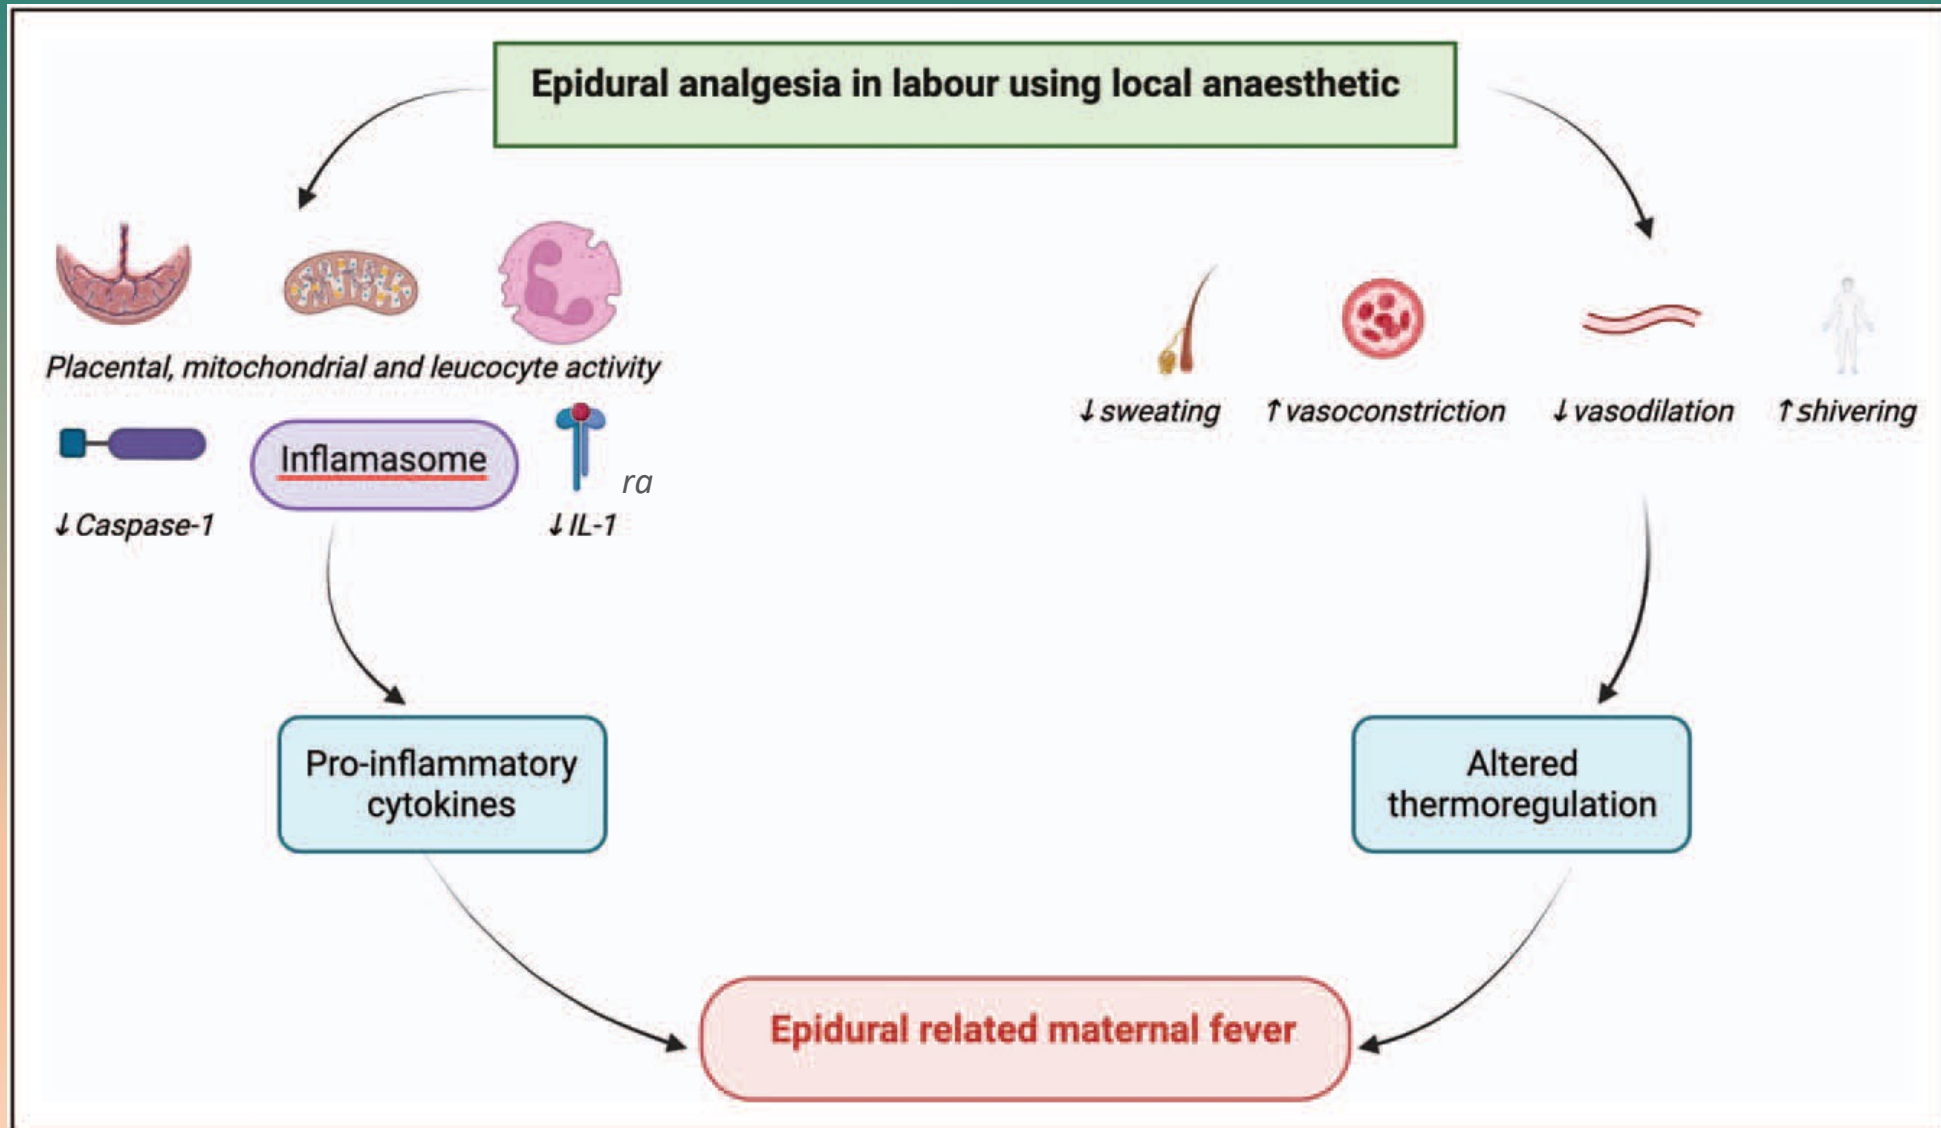 Epidural analgesia in labour using local anaesthetic
Placental, mitochondrial and leucocyte activity
Inflamasome
ra
↓Caspase-1
↓IL-1
↓sweating
↑vasoconstriction
↓vasodilation
↑shivering
Pro-inflammatory
cytokines
Altered
thermoregulation
Epidural related maternal fever